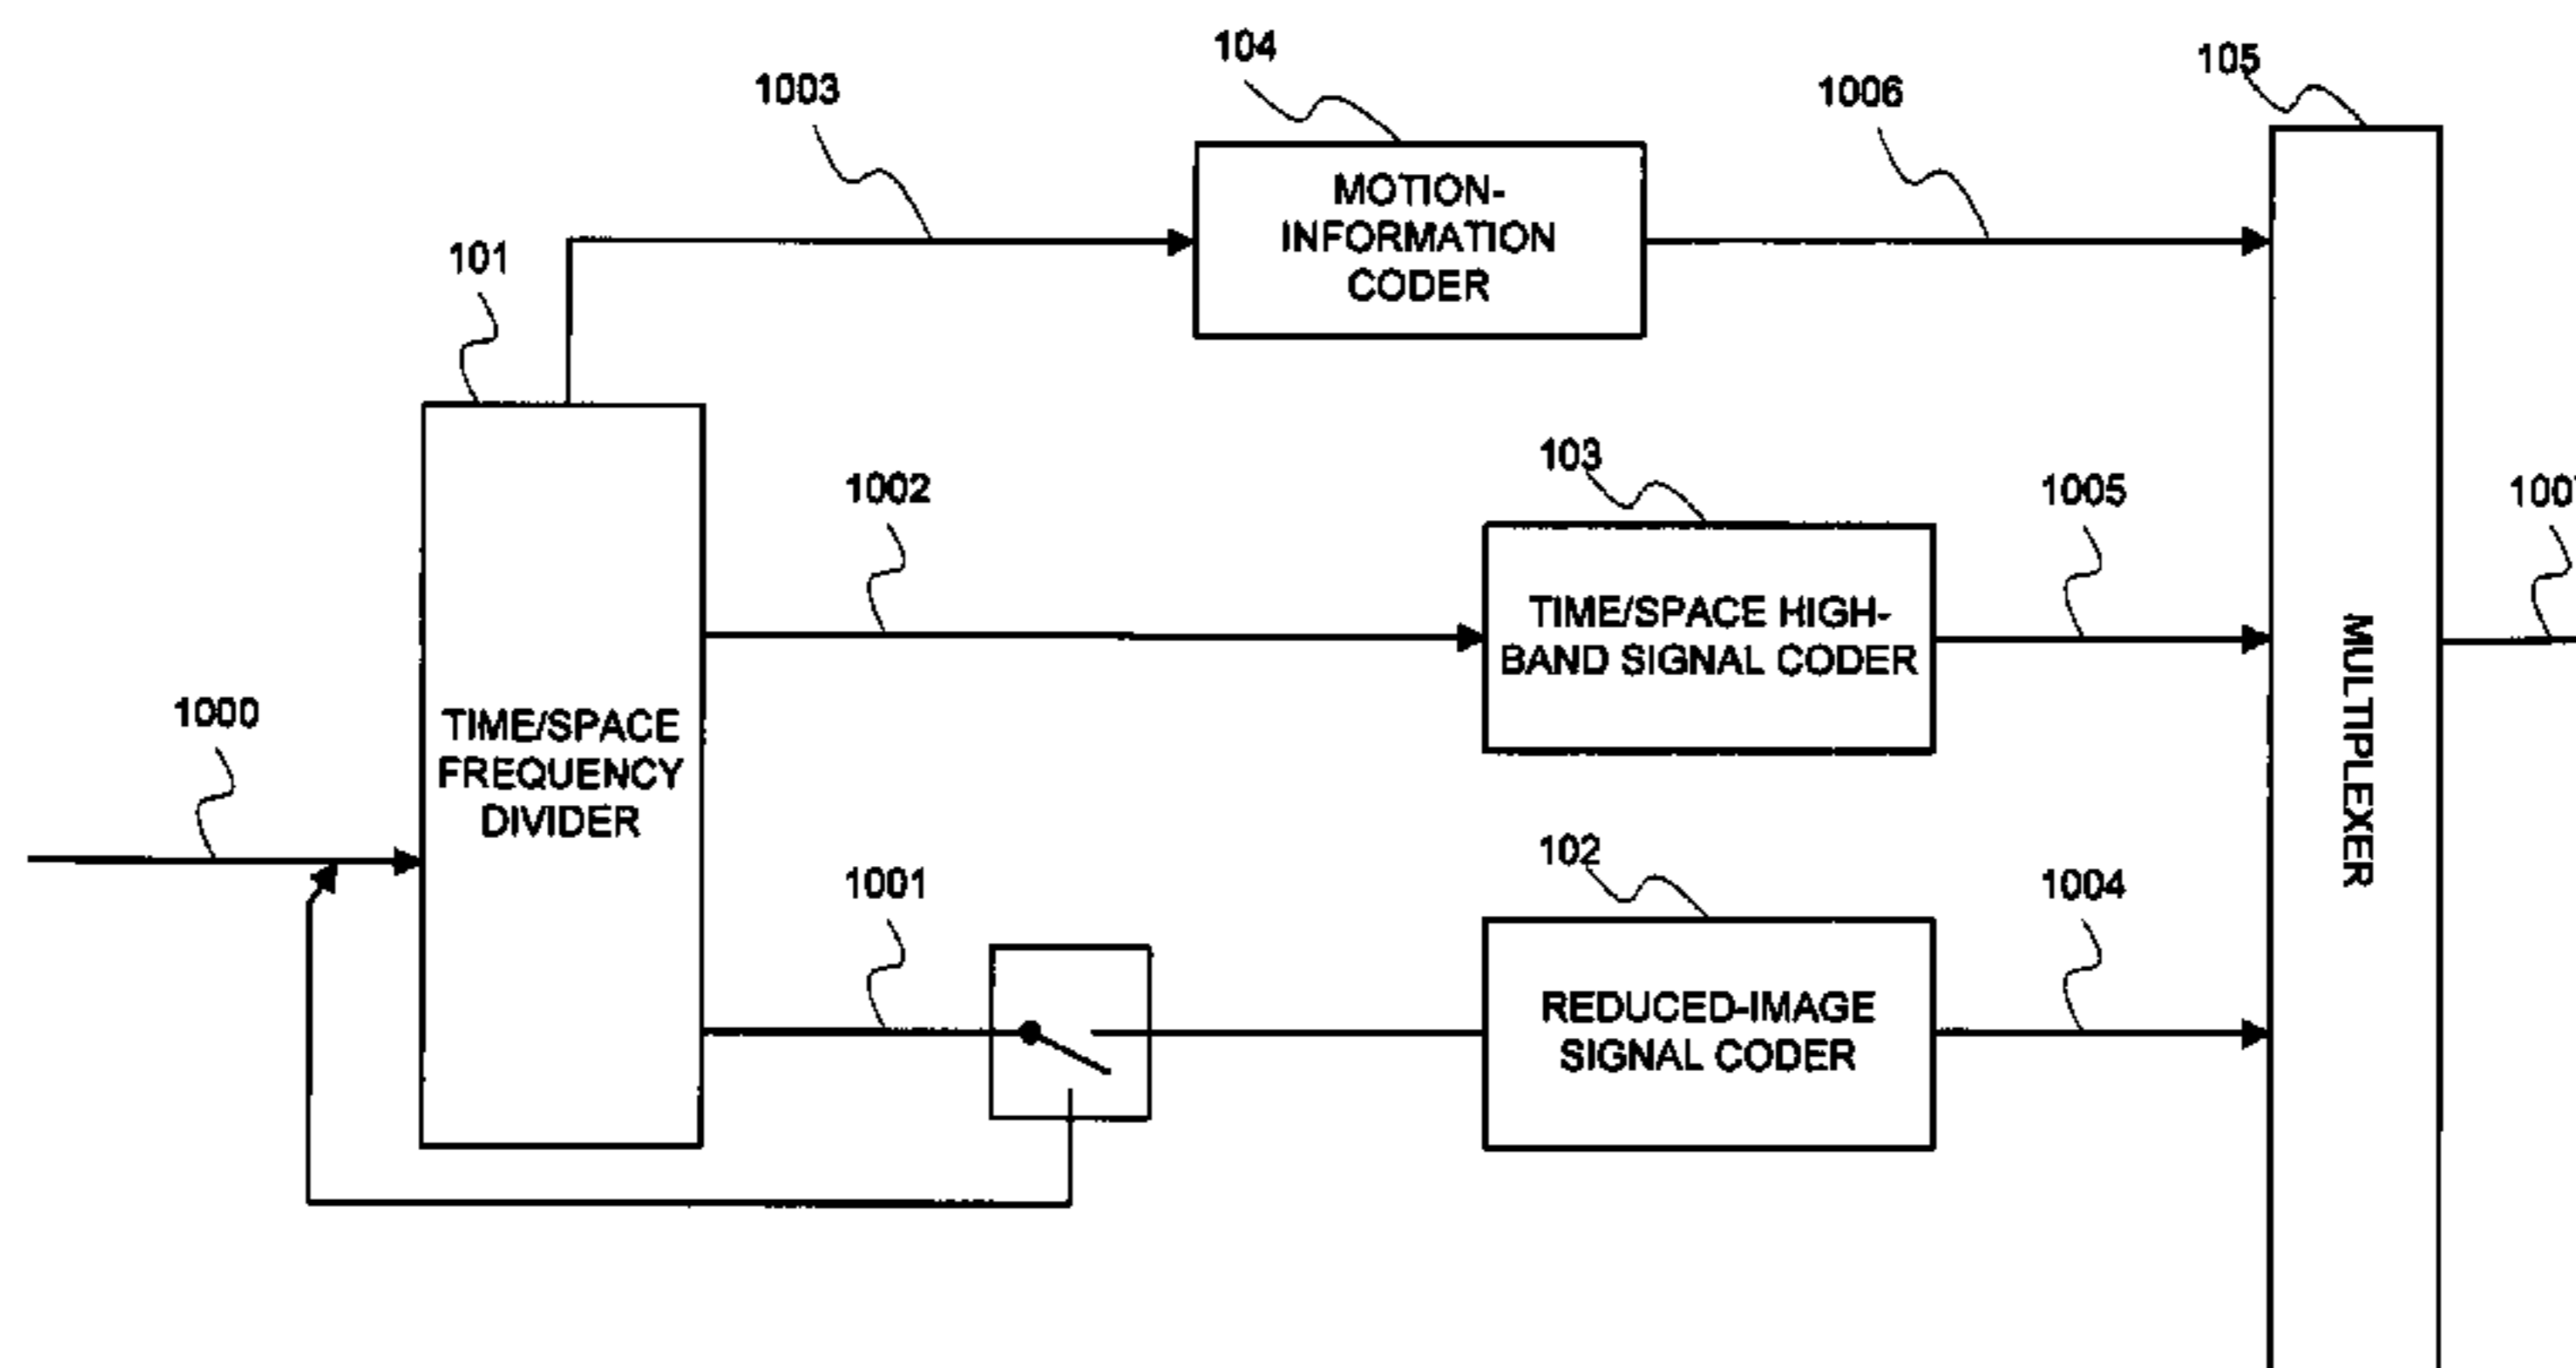 104
105
1003
1006
MOTION-
INFORMATION
CODER
101
1002
103
1005
TIME/SPACE HIGH-
BAND SIGNAL CODER
MULTIPLEXER
1000
TIME/SPACE
FREQUENCY
DIVIDER
1001
102
1004
REDUCED-IMAGE
SIGNAL CODER